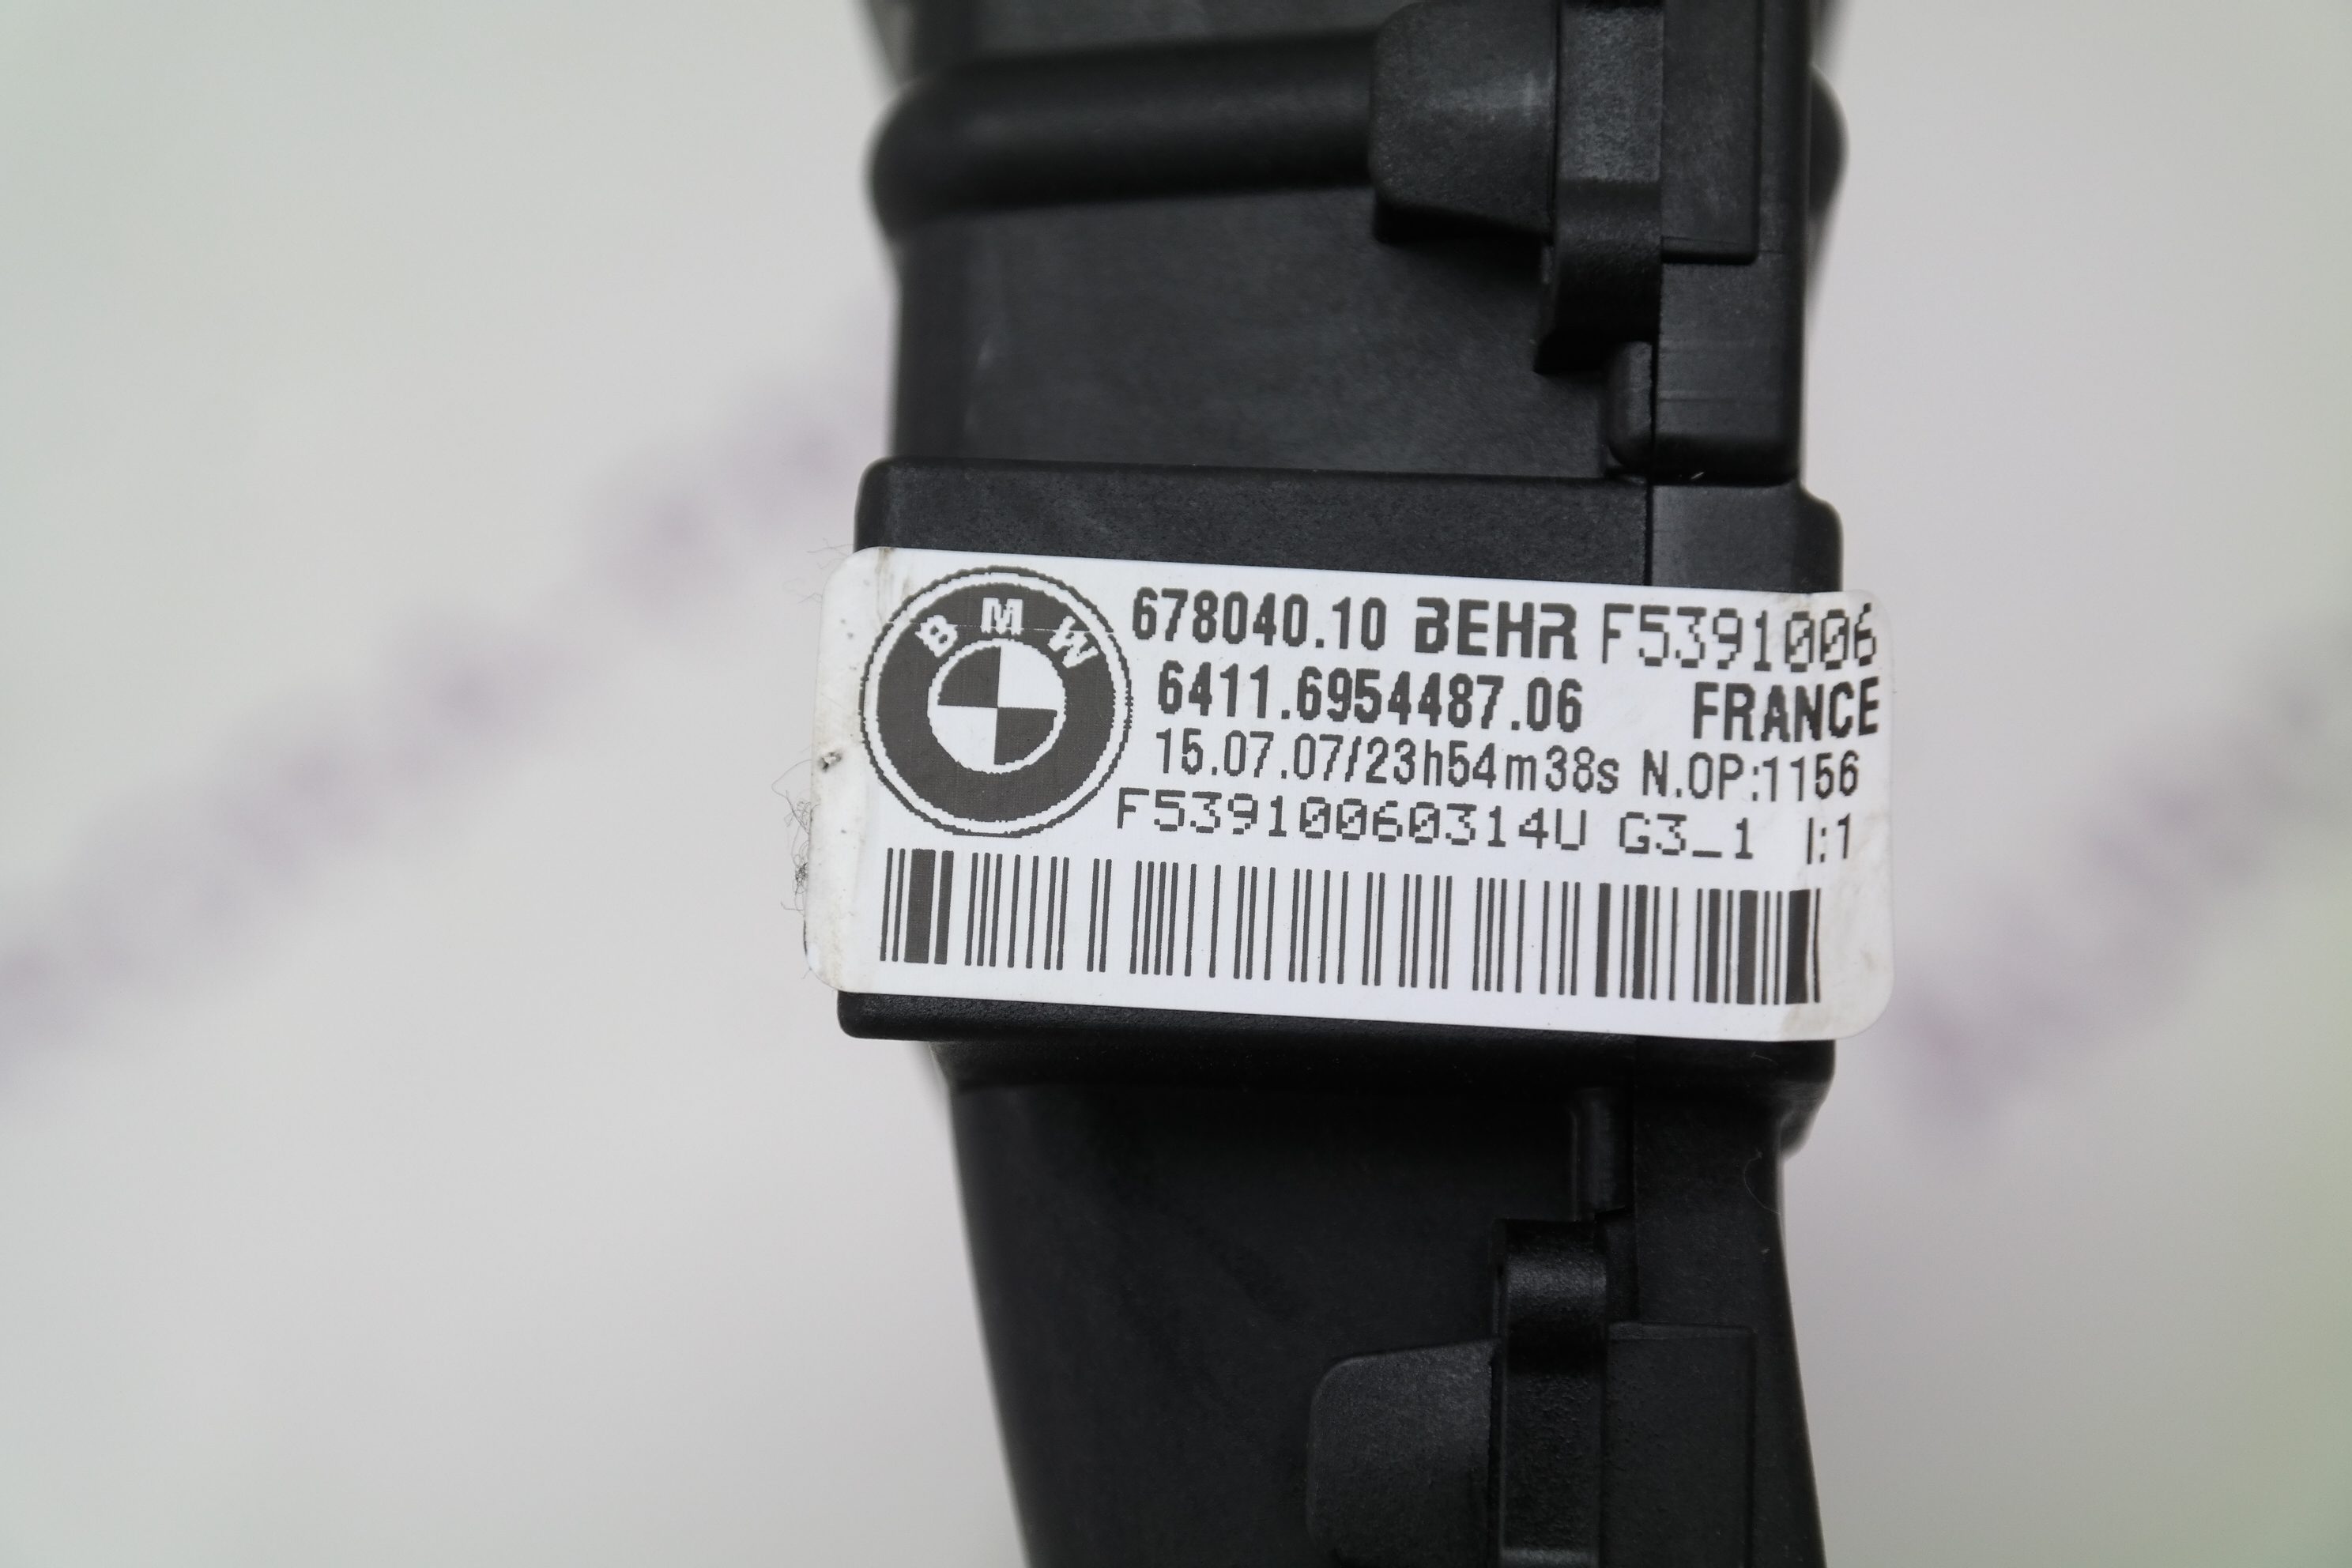 BMW
678040.10 BEHR F5391006
6411.6954487.06 FRANCE
15.07.07/23h54m38s N.OP:1156
F53910060314U G3_1 I:1